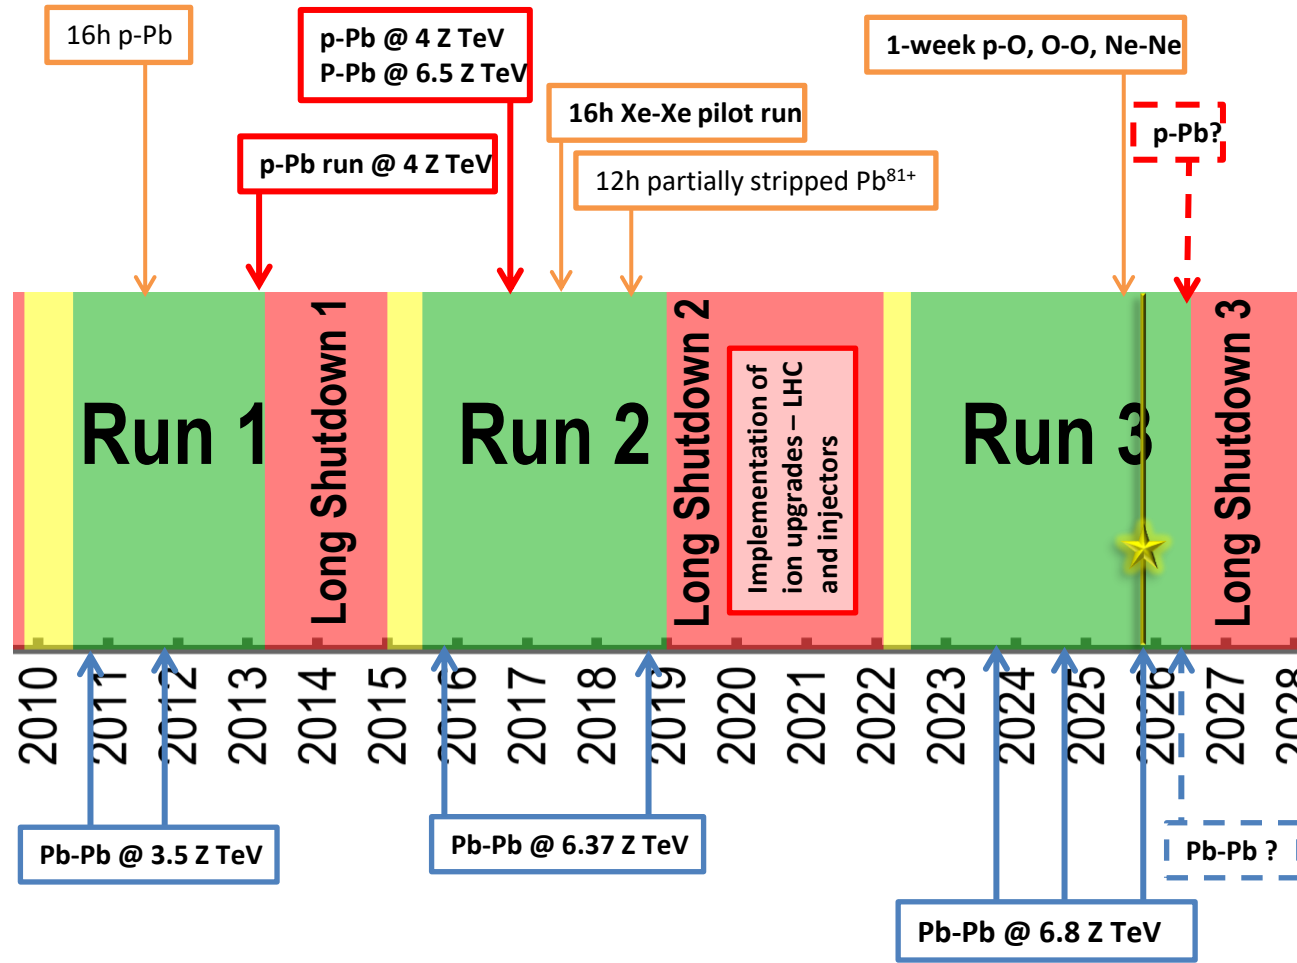 16h p-Pb
p-Pb @ 4 Z TeV
P-Pb @ 6.5 Z TeV
1-week p-O, O-O, Ne-Ne
16h Xe-Xe pilot run
p-Pb?
p-Pb run @ 4 Z TeV
12h partially stripped Pb81+
Run 1
Long Shutdown 1
Run 2
Long Shutdown 2
Implementation of
ion upgrades – LHC
and injectors
Run 3
Long Shutdown 3
2010
2011
2012
2013
2014
2015
2016
2017
2018
2019
2020
2021
2022
2023
2024
2025
2026
2027
2028
Pb-Pb @ 3.5 Z TeV
Pb-Pb @ 6.37 Z TeV
Pb-Pb ?
Pb-Pb @ 6.8 Z TeV